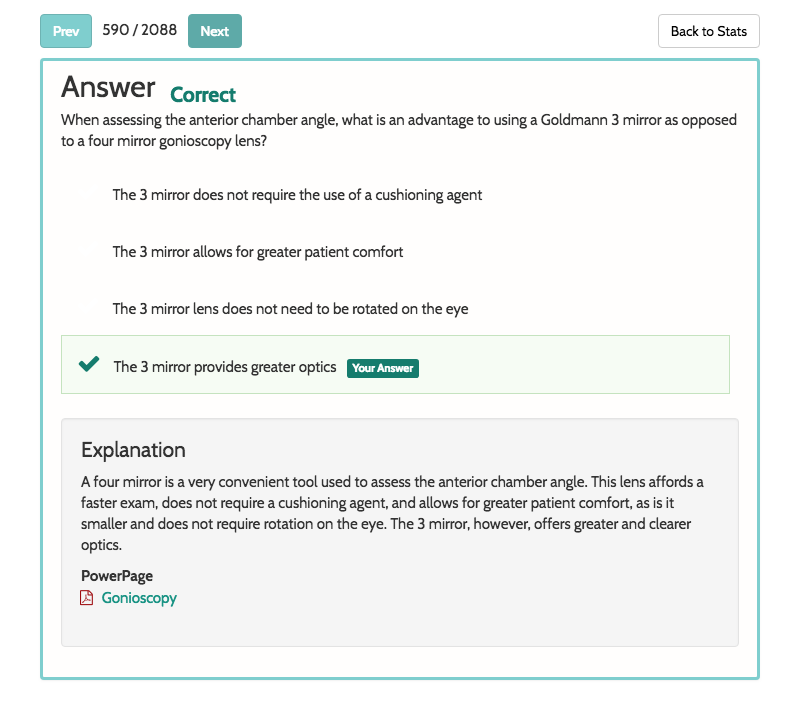 Prev 590 / 2088 Next Back to Stats
Answer Correct
When assessing the anterior chamber angle, what is an advantage to using a Goldmann 3 mirror as opposed
to a four mirror gonioscopy lens?
The 3 mirror does not require the use of a cushioning agent
The 3 mirror allows for greater patient comfort
The 3 mirror lens does not need to be rotated on the eye
The 3 mirror provides greater optics Your Answer
Explanation
A four mirror is a very convenient tool used to assess the anterior chamber angle. This lens affords a
faster exam, does not require a cushioning agent, and allows for greater patient comfort, as is it
smaller and does not require rotation on the eye. The 3 mirror, however, offers greater and clearer
optics.
PowerPage
Gonioscopy